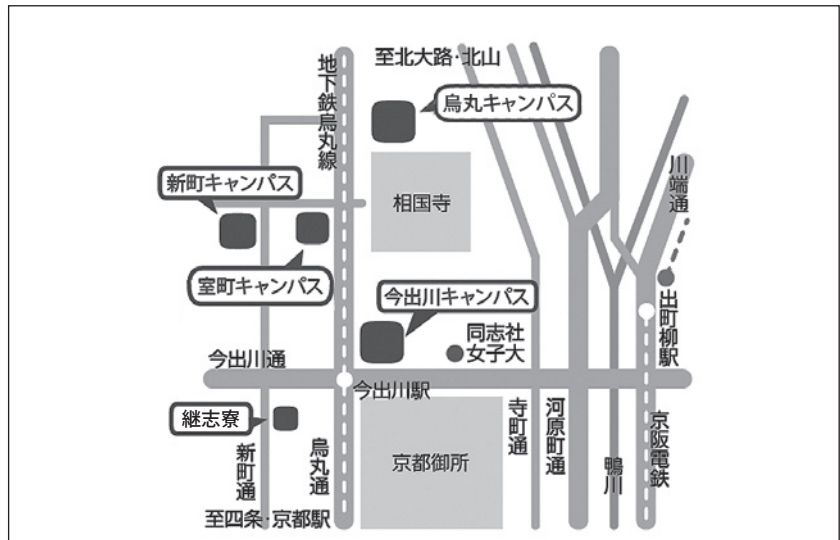 至北大路･北山
地下鉄烏丸線
烏丸キャンパス
新町キャンパス
相国寺
川端通
室町キャンパス
今出川キャンパス
同志社
女子大
出町柳駅
今出川通
今出川駅
継志寮
新町通
烏丸通
京都御所
寺町通
河原町通
鴨川
京阪電鉄
至四条･京都駅